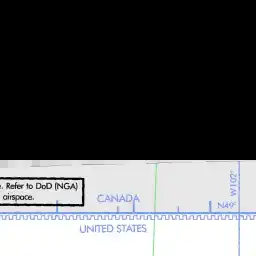 . Refer to DoD (NGA)
airspace.
CANADA
W102°
N49°
UNITED STATES